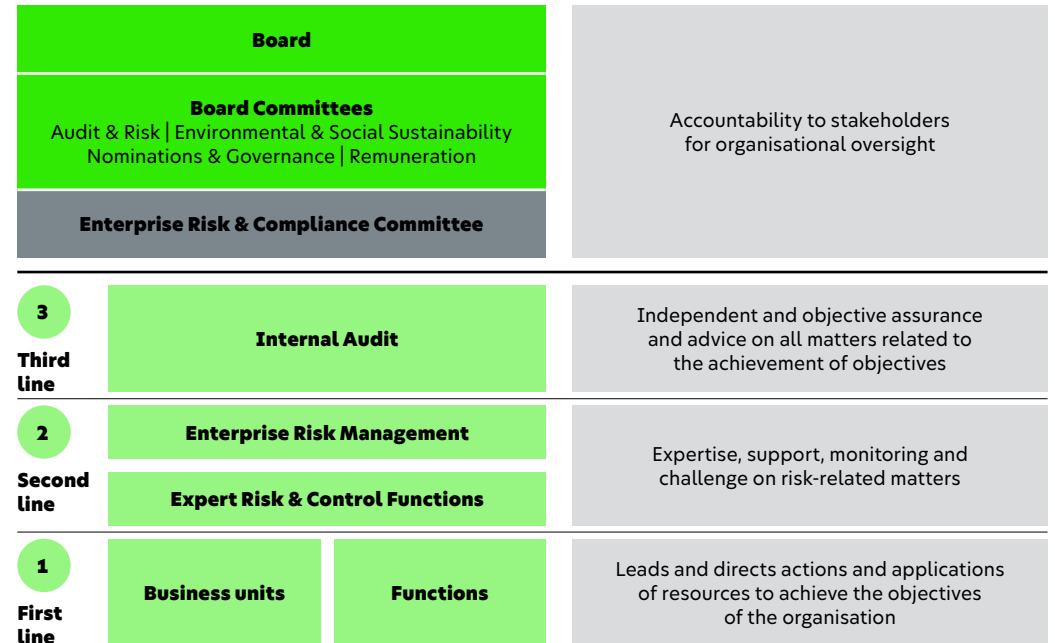 Board
Board Committees
Audit & Risk | Environmental & Social Sustainability
Nominations & Governance | Remuneration
Enterprise Risk & Compliance Committee
Accountability to stakeholders
for organisational oversight
3
Third
line
Internal Audit
Independent and objective assurance
and advice on all matters related to
the achievement of objectives
2
Second
line
Enterprise Risk Management
Expert Risk & Control Functions
Expertise, support, monitoring and
challenge on risk-related matters
1
First
line
Business units
Functions
Leads and directs actions and applications
of resources to achieve the objectives
of the organisation